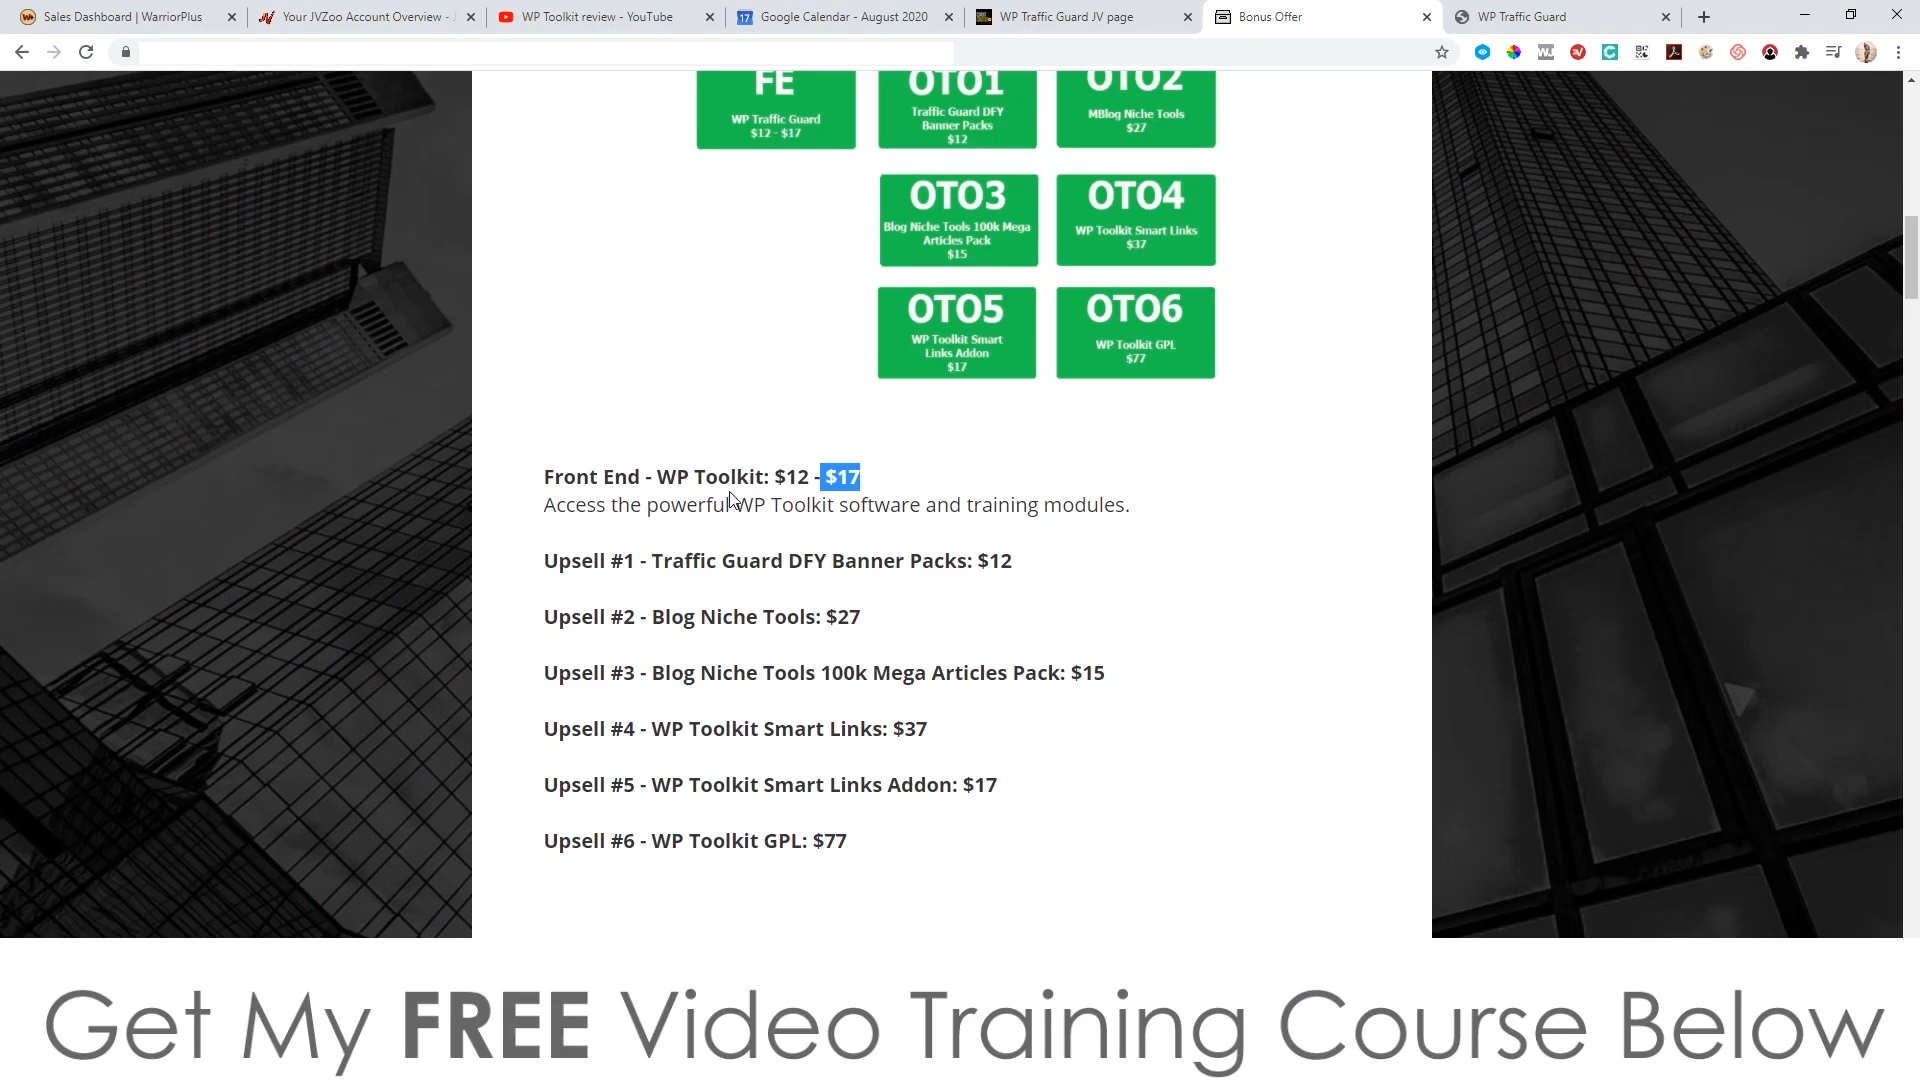 Sales Dashboard | WarriorPlus
Your JVZoo Account Overview -
WP Toolkit review - YouTube
Google Calendar - August 2020
WP Traffic Guard JV page
Bonus Offer
WP Traffic Guard
FE
WP Traffic Guard
$12 - $17
OTO1
Traffic Guard DFY
Banner Packs
$12
OTO2
MBlog Niche Tools
$27
OTO3
Blog Niche Tools 100k Mega
Articles Pack
$15
OTO4
WP Toolkit Smart Links
$37
OTO5
WP Toolkit Smart
Links Addon
$17
OTO6
WP Toolkit GPL
$77
Front End - WP Toolkit: $12 - $17
Access the powerful WP Toolkit software and training modules.
Upsell #1 - Traffic Guard DFY Banner Packs: $12
Upsell #2 - Blog Niche Tools: $27
Upsell #3 - Blog Niche Tools 100k Mega Articles Pack: $15
Upsell #4 - WP Toolkit Smart Links: $37
Upsell #5 - WP Toolkit Smart Links Addon: $17
Upsell #6 - WP Toolkit GPL: $77
Get My FREE Video Training Course Below